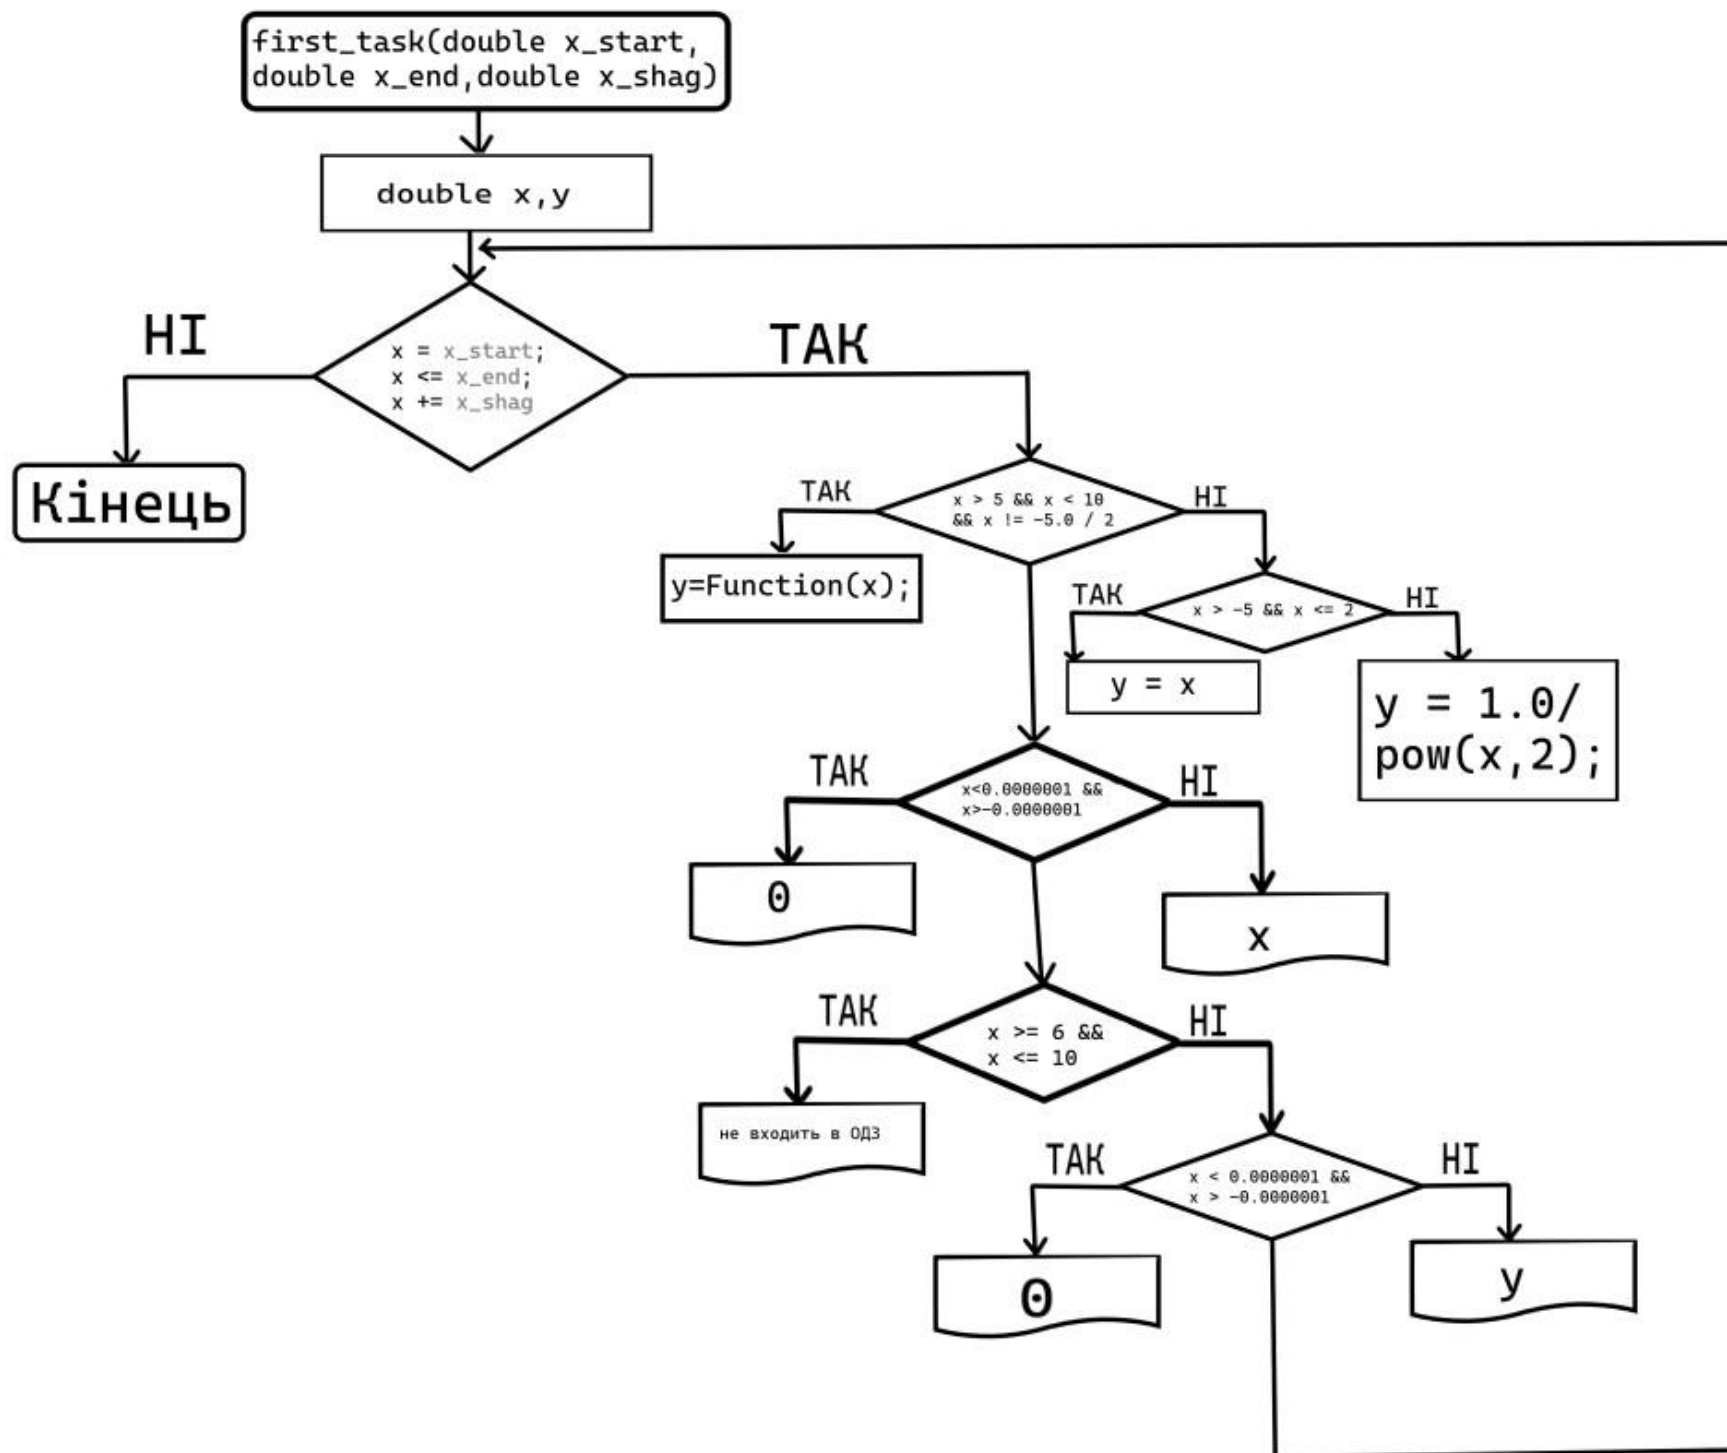 first_task(double x_start,
double x_end,double x_shag)
double x,y
НІ
ТАК
x = x_start;
x <= x_end;
x += x_shag
Кінець
ТАК
x > 5 && x < 10
&& x != -5.0 / 2
НІ
y=Function(x);
ТАК
x > -5 && x <= 2
НІ
y = x
y = 1.0/
pow(x,2);
ТАК
x<0.0000001 &&
x>-0.0000001
НІ
0
x
ТАК
x >= 6 &&
x <= 10
НІ
не входить в ОДЗ
ТАК
x < 0.0000001 &&
x > -0.0000001
НІ
0
y